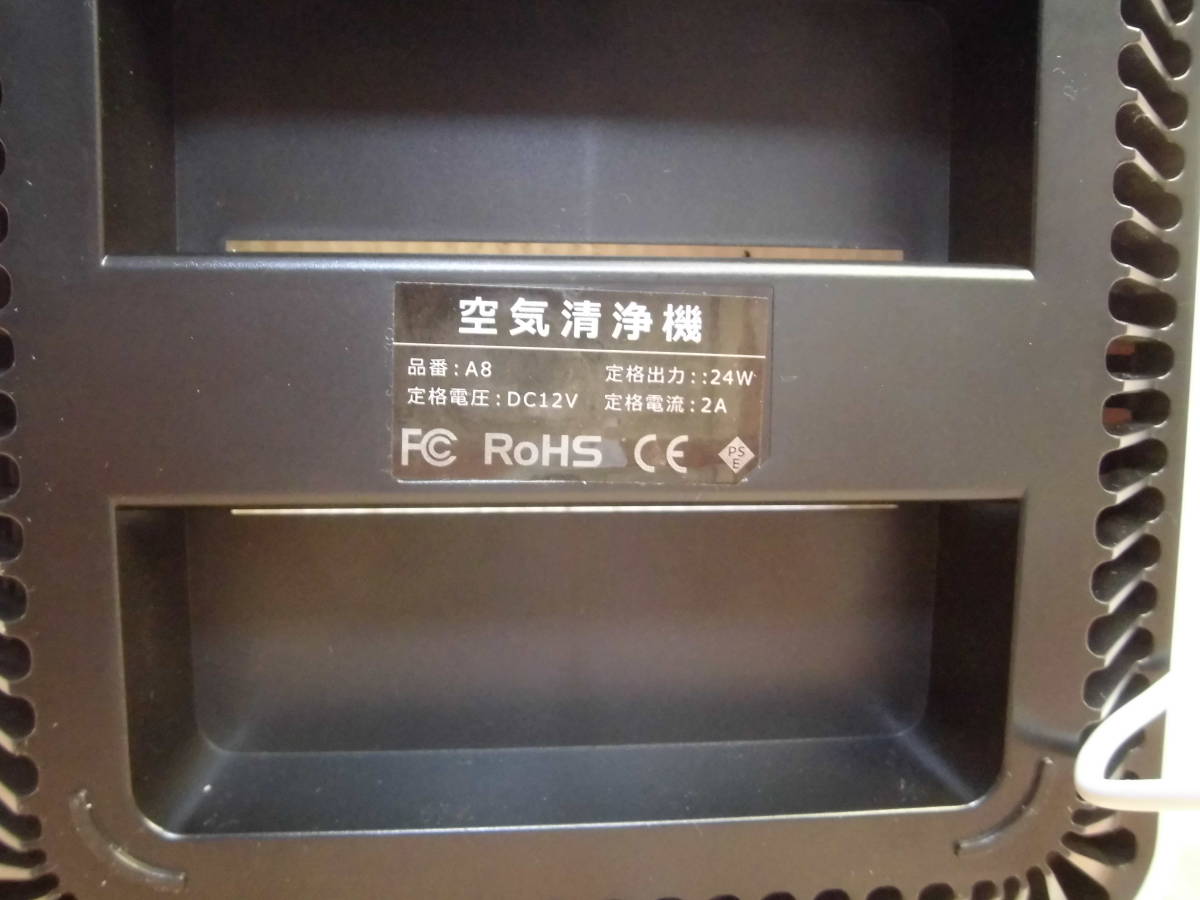 空気清浄機
品番:A8 定格出力::24W
定格電圧:DC12V 定格電流:2A
FC RoHS CE PS E